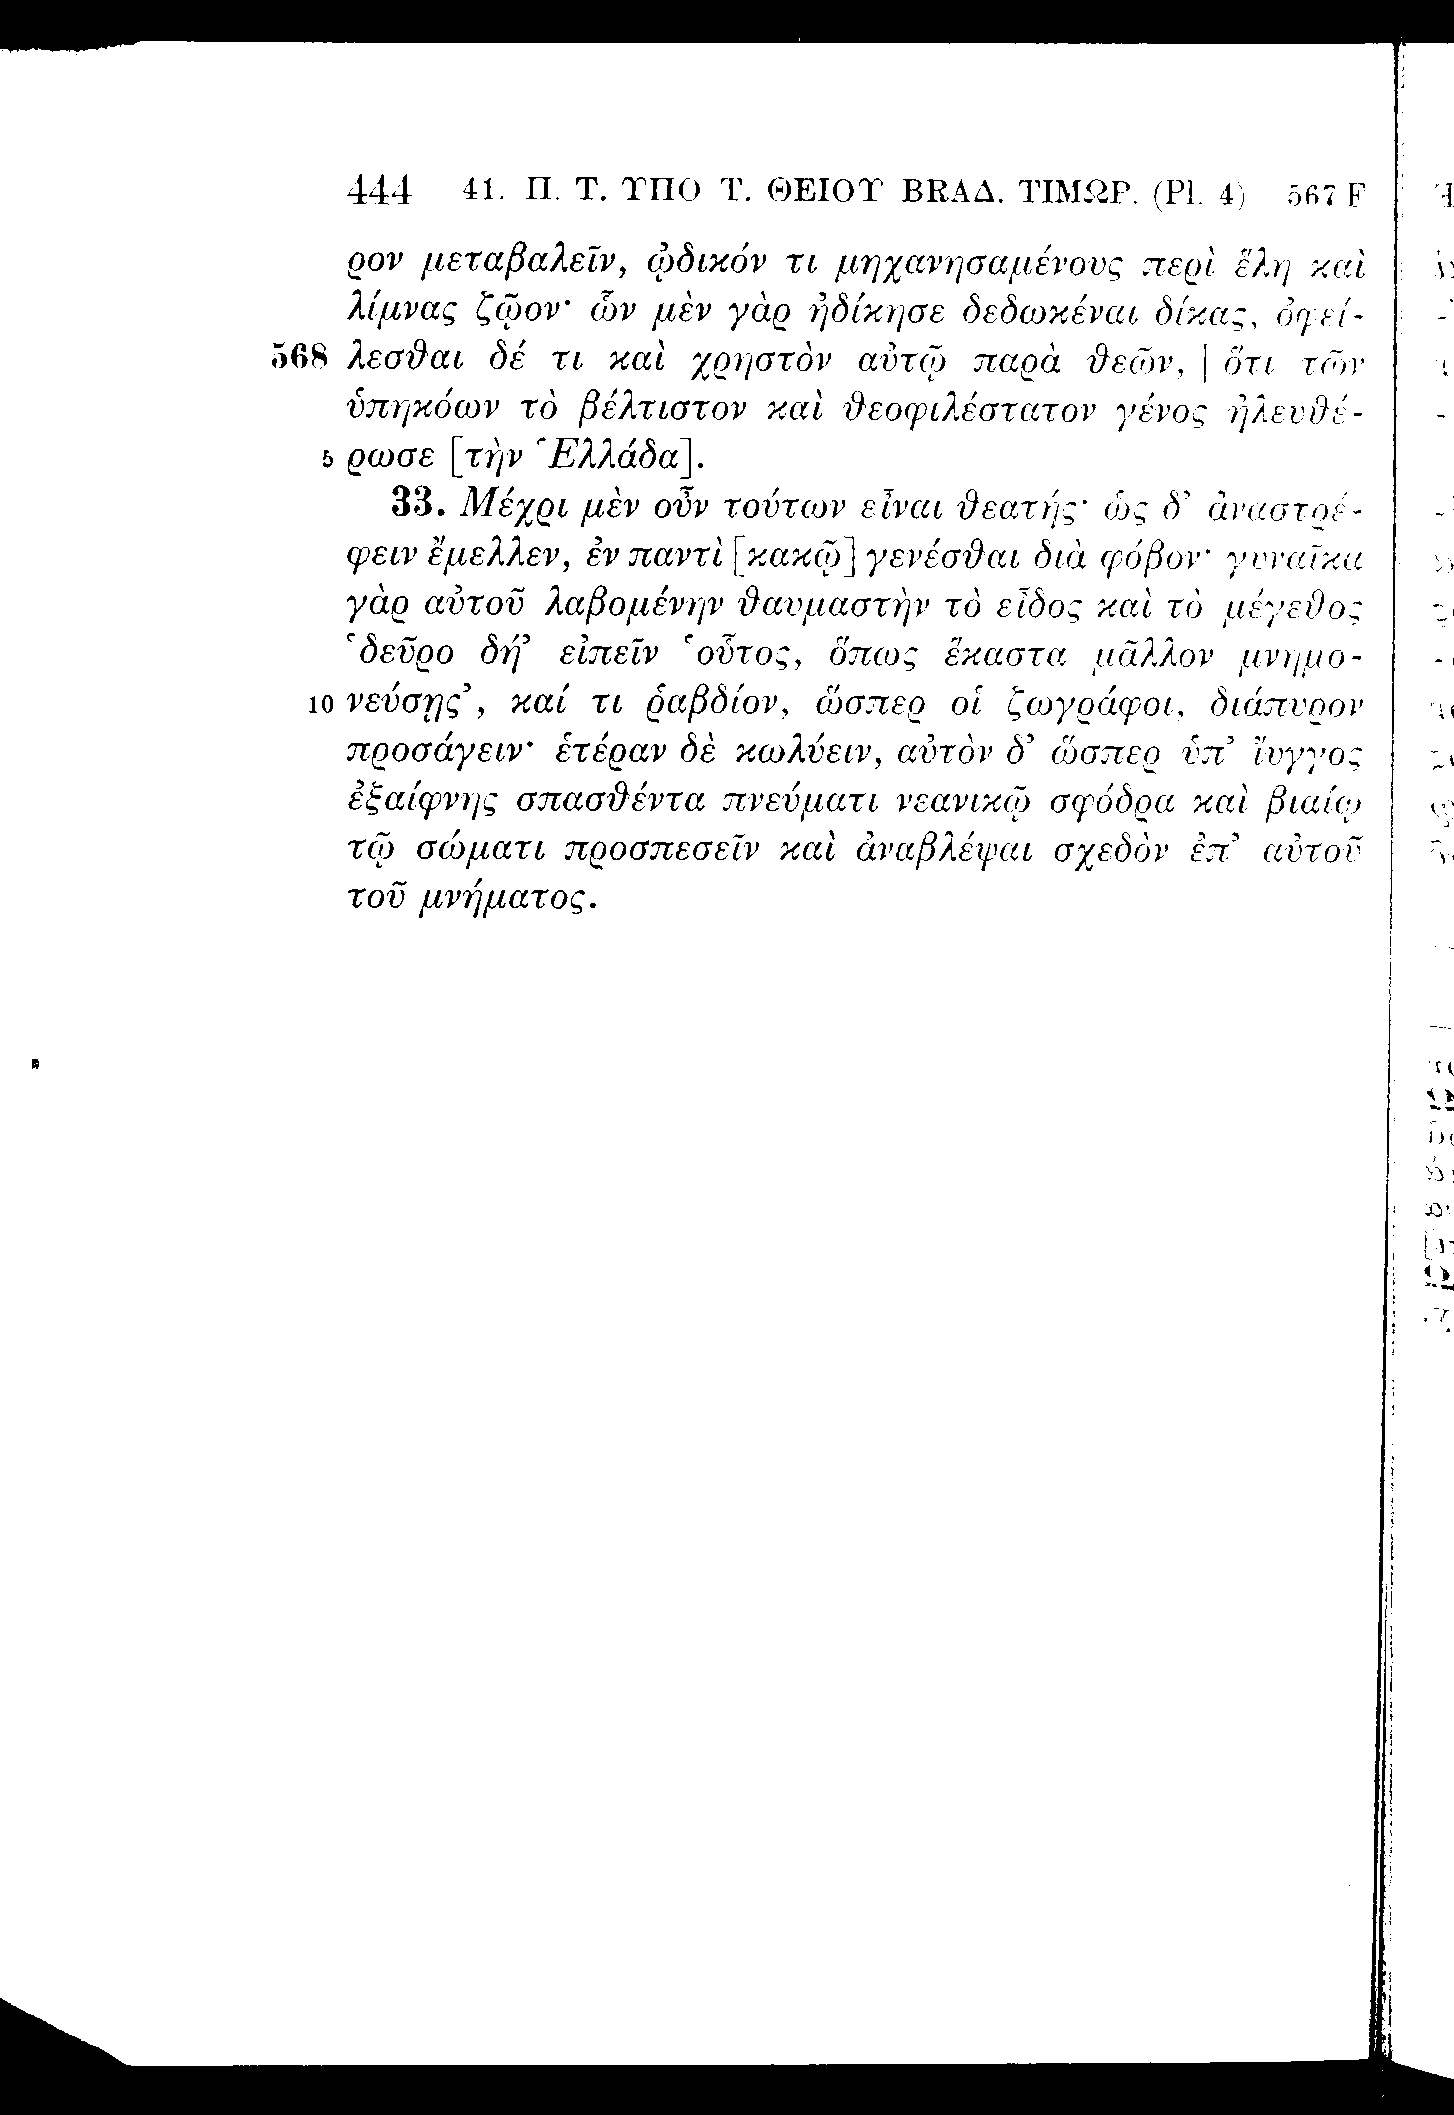 444 41. Π. Τ. ΥΠΟ Τ. ΘΕΙΟΥ ΒRΑΔ. ΤΙΜΩΡ. (Pl. 4) 567 F
ρον μεταβαλεῖν, ᾠδικόν τι μηχανησαμένους περὶ ἕλη καὶ
λίμνας ζῷον· ὧν μὲν γὰρ ἠδίκησε δεδωκέναι δίκας, ὀφεί-
568 λεσθαι δέ τι καὶ χρηστὸν αὐτῷ παρὰ θεῶν, | ὅτι τῶν
ὑπηκόων τὸ βέλτιστον καὶ θεοφιλέστατον γένος ἠλευθέ-
5 ρωσε [τὴν Ἑλλάδα].
33. Μέχρι μὲν οὖν τούτων εἶναι θεατής· ὡς δ’ ἀναστρέ-
φειν ἔμελλεν, ἐν παντὶ [κακῷ] γενέσθαι διὰ φόβον· γυναῖκα
γὰρ αὐτοῦ λαβομένην θαυμαστὴν τὸ εἶδος καὶ τὸ μέγεθος
‘δεῦρο δή’ εἰπεῖν ‘οὗτος, ὅπως ἕκαστα μᾶλλον μνημο-
10 νεύσῃς’, καί τι ῥαβδίον, ὥσπερ οἱ ζωγράφοι, διάπυρον
προσάγειν· ἑτέραν δὲ κωλύειν, αὐτὸν δ’ ὥσπερ ὑπ’ ἴυγγος
ἐξαίφνης σπασθέντα πνεύματι νεανικῷ σφόδρα καὶ βιαίῳ
τῷ σώματι προσπεσεῖν καὶ ἀναβλέψαι σχεδὸν ἐπ’ αὐτοῦ
τοῦ μνήματος.